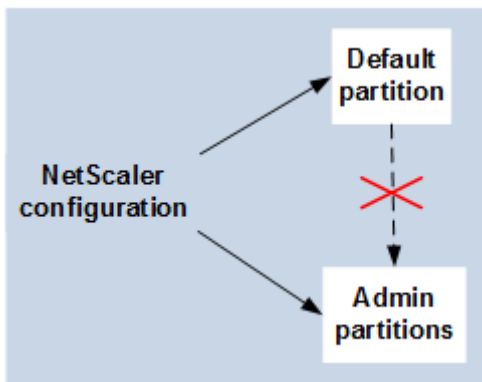 Default
partition
NetScaler
configuration
Admin
partitions